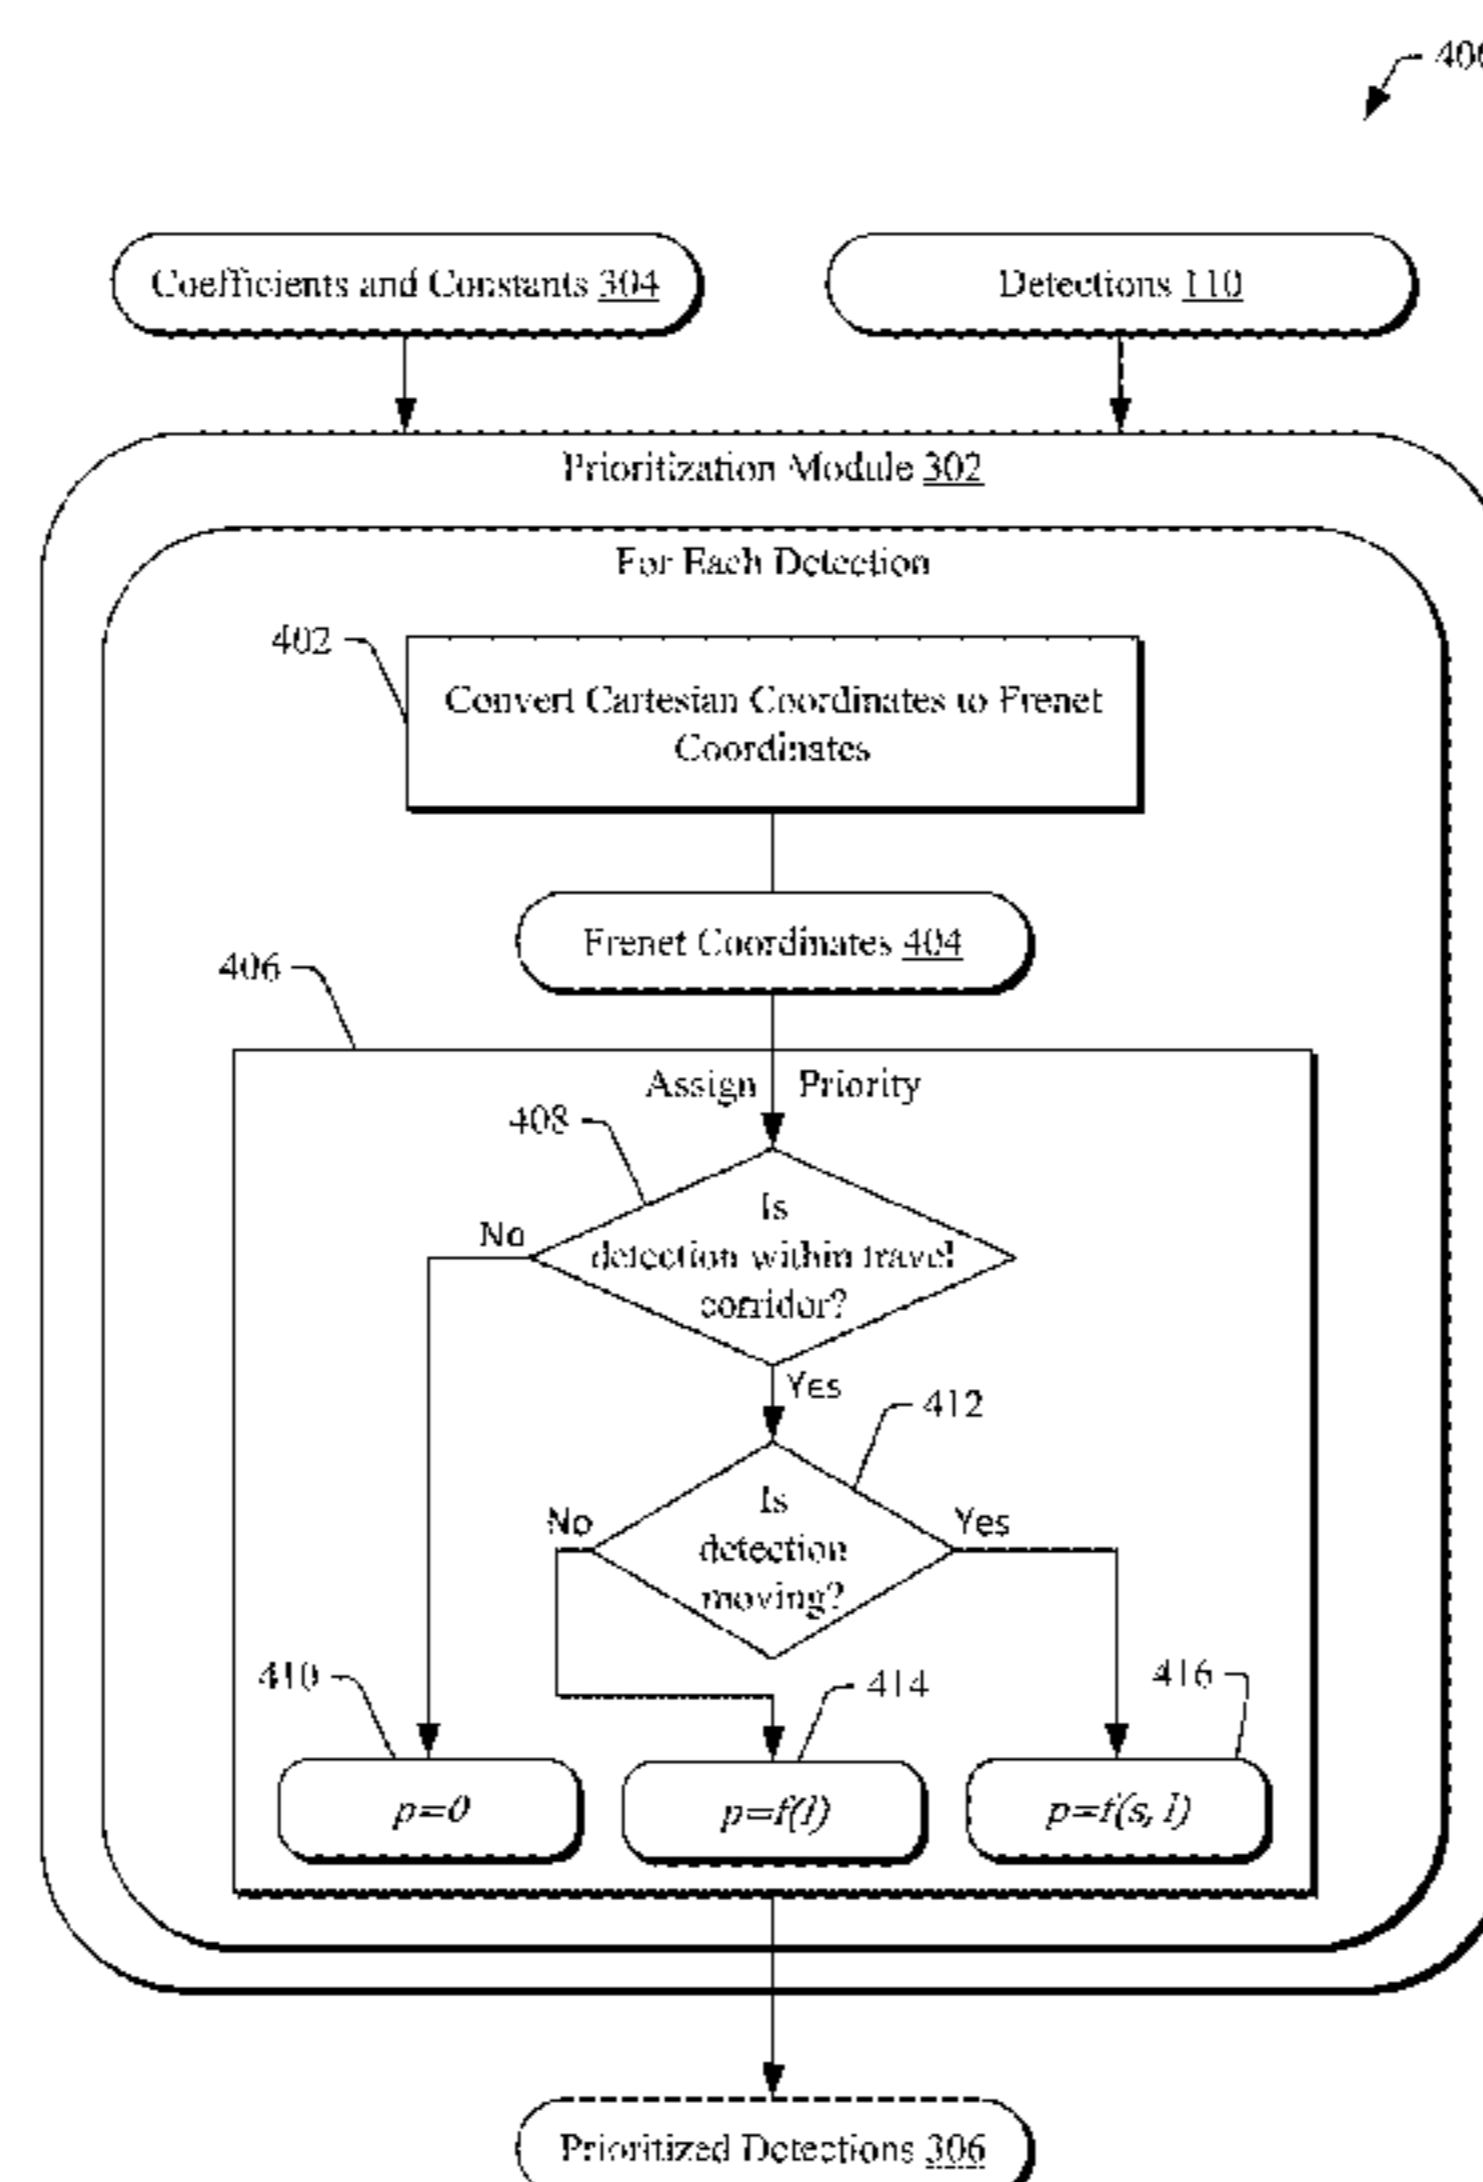 400
Coefficients and Constants 304
Detections 110
Prioritization Module 302
For Each Detection
402
Convert Cartesian Coordinates to Frenet
Coordinates
Frenet Coordinates 404
406
Assign Priority
408
Is
detection within travel
corridor?
No
Yes
412
Is
detection
moving?
No
Yes
410
414
416
p=0
p=f(l)
p=f(s, l)
Prioritized Detections 306